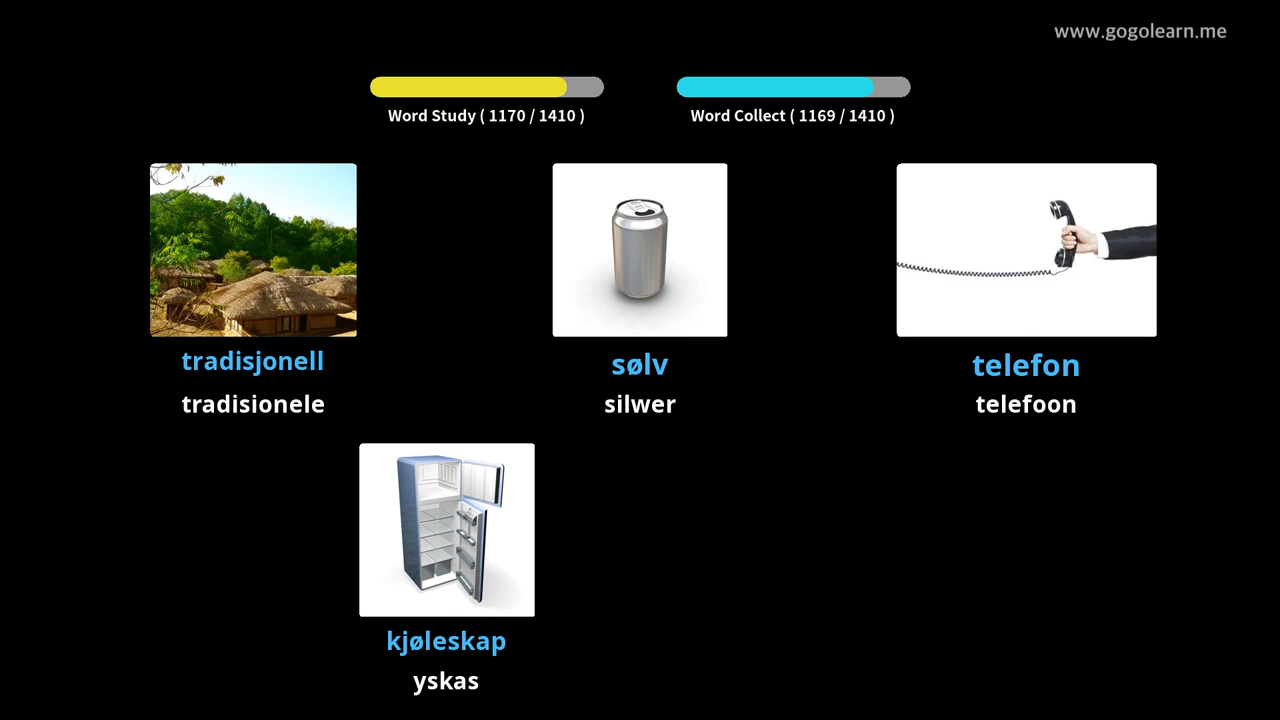 www.gogolearn.me
Word Study ( 1170 / 1410 )
Word Collect ( 1169 / 1410 )
tradisjonell
tradisionele
sølv
silwer
telefon
telefoon
kjøleskap
yskas